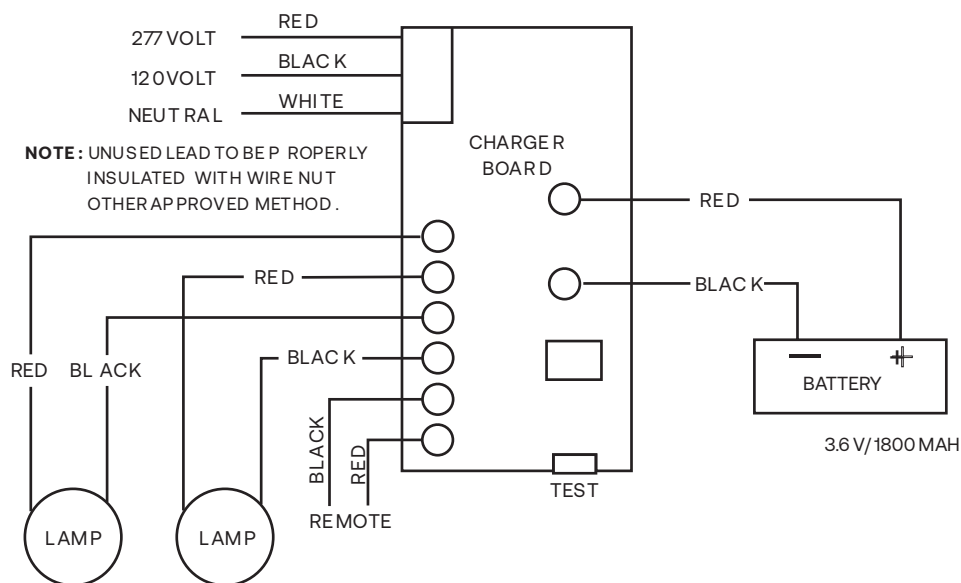 277 VOLT
RED
120 VOLT
BLACK
NEUTRAL
WHITE
NOTE: UNUSED LEAD TO BE PROPERLY
INSULATED WITH WIRE NUT
OTHER APPROVED METHOD.
CHARGER
BOARD
RED
BLACK
RED
RED
BLACK
BLACK
BLACK
RED
REMOTE
LAMP
LAMP
TEST
BATTERY
3.6 V/1800 MAH